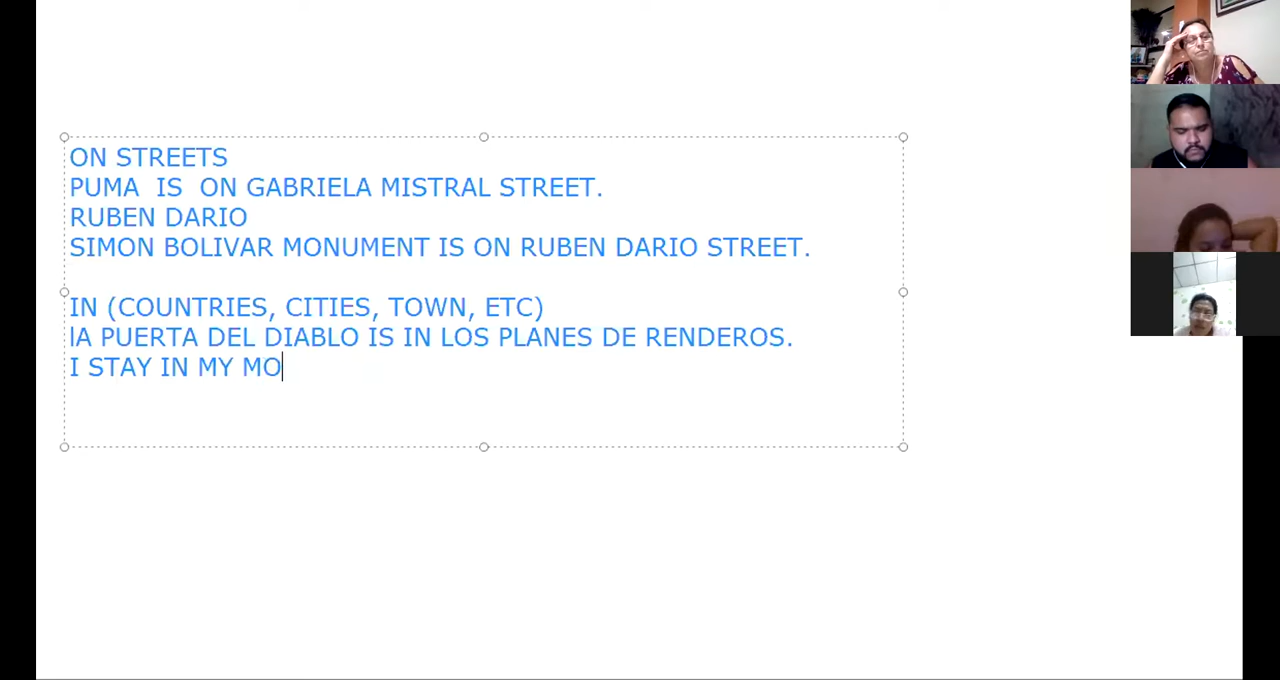 ON STREETS
PUMA  IS  ON GABRIELA MISTRAL STREET.
RUBEN DARIO
SIMON BOLIVAR MONUMENT IS ON RUBEN DARIO STREET.
IN (COUNTRIES, CITIES, TOWN, ETC)
lA PUERTA DEL DIABLO IS IN LOS PLANES DE RENDEROS.
I STAY IN MY MO